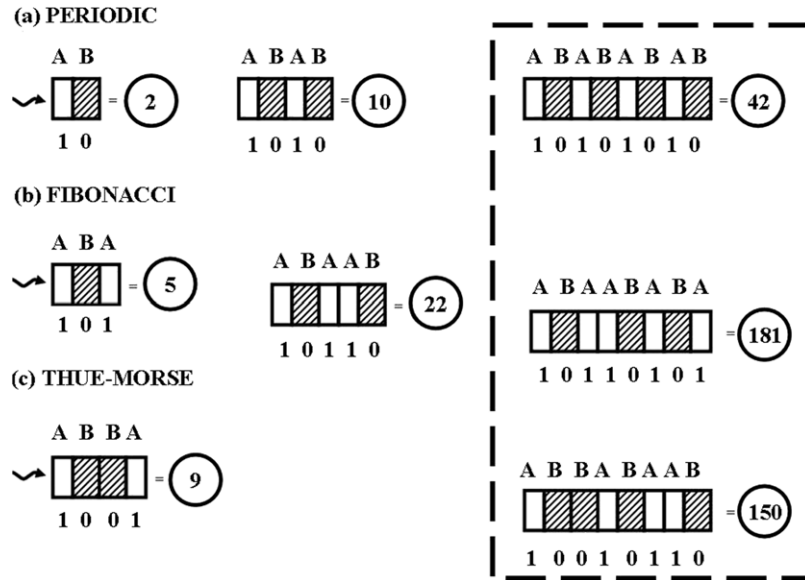 (a) PERIODIC
A B
= 2
1 0
A B A B
= 10
1 0 1 0
A B A B A B A B
= 42
1 0 1 0 1 0 1 0
(b) FIBONACCI
A B A
= 5
1 0 1
A B A A B
= 22
1 0 1 1 0
A B A A B A B A
= 181
1 0 1 1 0 1 0 1
(c) THUE-MORSE
A B B A
= 9
1 0 0 1
A B B A B A A B
= 150
1 0 0 1 0 1 1 0